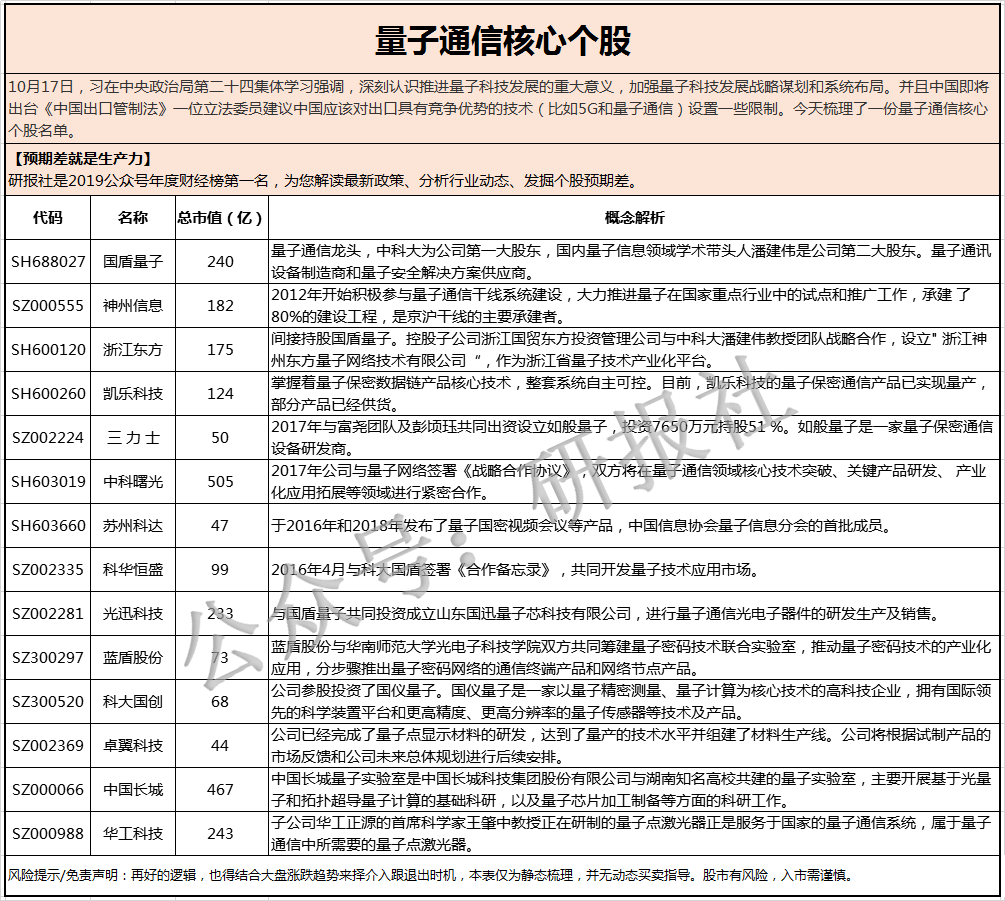 量子通信核心个股
10月17日，习在中央政治局第二十四集体学习强调，深刻认识推进量子科技发展的重大意义，加强量子科技发展战略谋划和系统布局。并且中国即将
出台《中国出口管制法》一位立法委员建议中国应该对出口具有竞争优势的技术（比如5G和量子通信）设置一些限制。今天梳理了一份量子通信核心
个股名单。
【预期差就是生产力】
研报社是2019公众号年度财经榜第一名，为您解读最新政策、分析行业动态、发掘个股预期差。
代码 名称 总市值（亿） 概念解析
SH688027 国盾量子 240 量子通信龙头，中科大为公司第一大股东，国内量子信息领域学术带头人潘建伟是公司第二大股东。量子通讯
设备制造商和量子安全解决方案供应商。
SZ000555 神州信息 182 2012年开始积极参与量子通信干线系统建设，大力推进量子在国家重点行业中的试点和推广工作，承建 了
80%的建设工程，是京沪干线的主要承建者。
SH600120 浙江东方 175 间接持股国盾量子。控股子公司浙江国贸东方投资管理公司与中科大潘建伟教授团队战略合作，设立" 浙江神
州东方量子网络技术有限公司 “，作为浙江省量子技术产业化平台。
SH600260 凯乐科技 124 掌握着量子保密数据链产品核心技术，整套系统自主可控。目前，凯乐科技的量子保密通信产品已实现量产，
部分产品已经供货。
SZ002224 三 力 士 50 2017年与富尧团队及彭顷珏共同出资设立如般量子，投资7650万元持股51 %。如般量子是一家量子保密通信
设备研发商。
SH603019 中科曙光 505 2017年公司与量子网络签署《战略合作协议》，双方将在量子通信领域核心技术突破、关键产品研发、 产业
化应用拓展等领域进行紧密合作。
SH603660 苏州科达 47 于2016年和2018年发布了量子国密视频会议等产品，中国信息协会量子信息分会的首批成员。
SZ002335 科华恒盛 99 2016年4月与科大国盾签署《合作备忘录》，共同开发量子技术应用市场。
SZ002281 光迅科技 233 与国盾量子共同投资成立山东国迅量子芯科技有限公司，进行量子通信光电子器件的研发生产及销售。
SZ300297 蓝盾股份 73 蓝盾股份与华南师范大学光电子科技学院双方共同筹建量子密码技术联合实验室，推动量子密码技术的产业化
应用，分步骤推出量子密码网络的通信终端产品和网络节点产品。
SZ300520 科大国创 68 公司参股投资了国仪量子。国仪量子是一家以量子精密测量、量子计算为核心技术的高科技企业，拥有国际领
先的科学装置平台和更高精度、更高分辨率的量子传感器等技术及产品。
SZ002369 卓翼科技 44 公司已经完成了量子点显示材料的研发，达到了量产的技术水平并组建了材料生产线。公司将根据试制产品的
市场反馈和公司未来总体规划进行后续安排。
SZ000066 中国长城 467 中国长城量子实验室是中国长城科技集团股份有限公司与湖南知名高校共建的量子实验室，主要开展基于光量
子和拓扑超导量子计算的基础科研，以及量子芯片加工制备等方面的科研工作。
SZ000988 华工科技 243 子公司华工正源的首席科学家王肇中教授正在研制的量子点激光器正是服务于国家的量子通信系统，属于量子
通信中所需要的量子点激光器。
风险提示/免责声明：再好的逻辑，也得结合大盘涨跌趋势来择介入跟退出时机，本表仅为静态梳理，并无动态买卖指导。股市有风险，入市需谨慎。
公众号：研报社